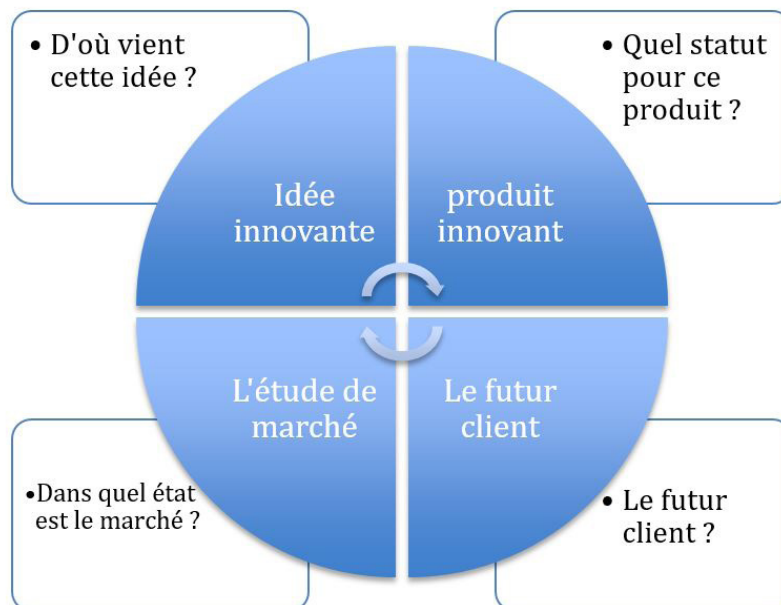 • D'où vient
cette idée ?
• Quel statut
pour ce
produit ?
Idée
innovante
produit
innovant
L'étude de
marché
Le futur
client
•Dans quel état
est le marché ?
• Le futur
client ?